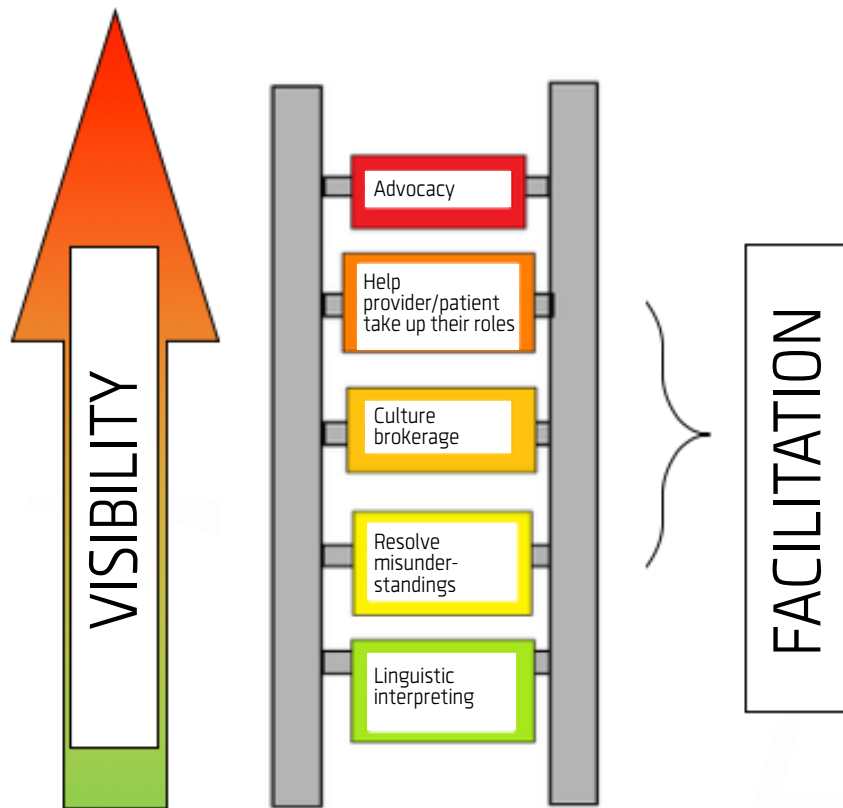 VISIBILITY
Advocacy
Help
provider/patient
take up their roles
Culture
brokerage
Resolve
misunder-
standings
Linguistic
interpreting
FACILITATION